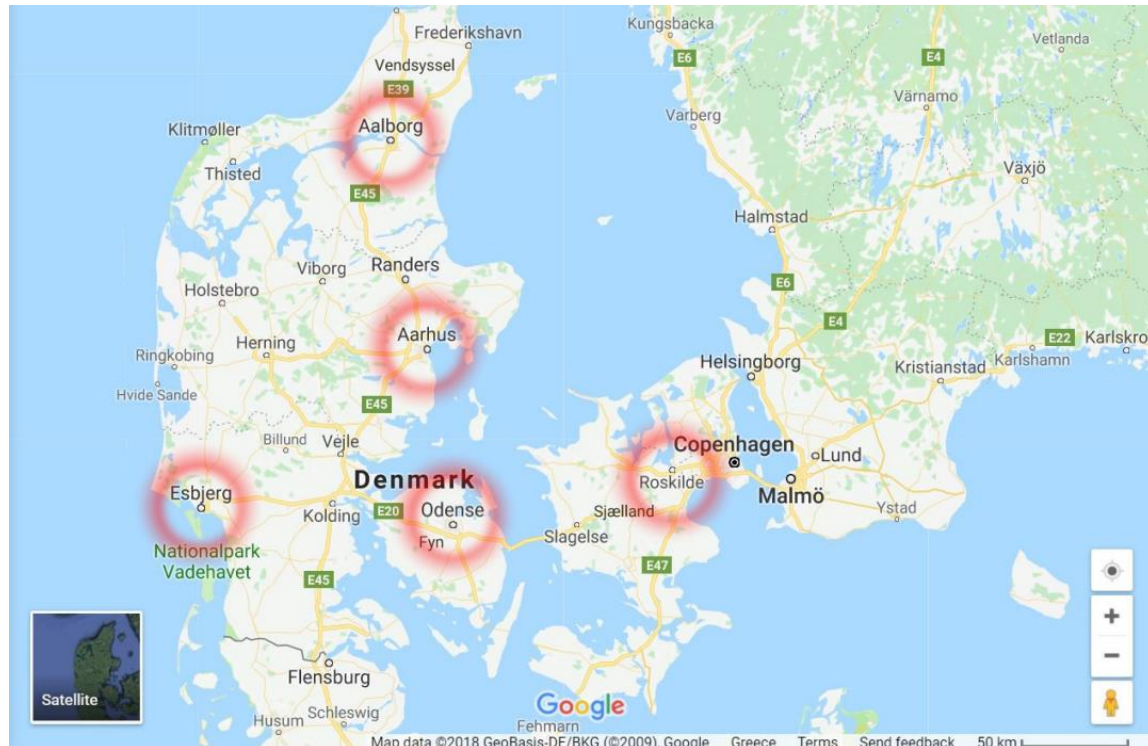 Kungsbacka
Frederikshavn
E6
E4
Vetlanda
Vendsyssel
E39
Värnamo
Klitmøller
Aalborg
Varberg
Thisted
Växjö
E45
Halmstad
Viborg
Randers
E6
Holstebro
E4
Aarhus
E22
Karlskro
Ringkobing
Herning
Helsingborg
Karlshamn
Kristianstad
Hvide Sande
E45
Billund
Vejle
Copenhagen
Lund
Denmark
Roskilde
Esbjerg
Malmö
Kolding
E20
Odense
Sjælland
Ystad
Fyn
Slagelse
Nationalpark
Vadehavet
E45
E47
Flensburg
Satellite
Google
Husum
Schleswig
Fehmarn
Map data ©2018 GeoBasis-DE/BKG (©2009), Google Greece Terms Send feedback 50 km